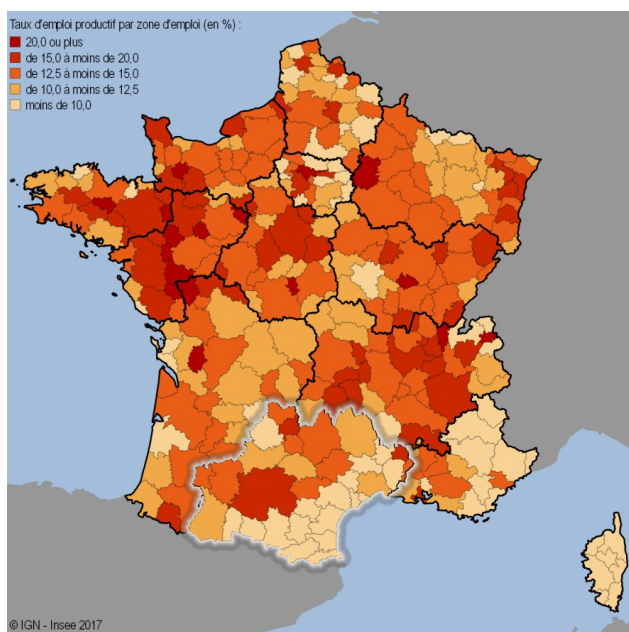 Taux d'emploi productif par zone d'emploi (en %) :
20,0 ou plus
de 15,0 à moins de 20,0
de 12,5 à moins de 15,0
de 10,0 à moins de 12,5
moins de 10,0
© IGN - Insee 2017